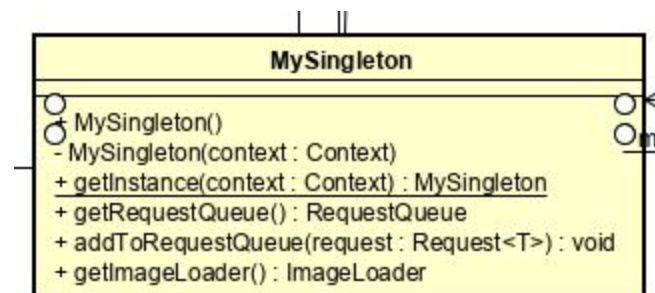 MySingleton
+ MySingleton()
- MySingleton(context : Context)
+ getInstance(context : Context) : MySingleton
+ getRequestQueue() : RequestQueue
+ addToRequestQueue(request : Request<T>) : void
+ getImageLoader() : ImageLoader